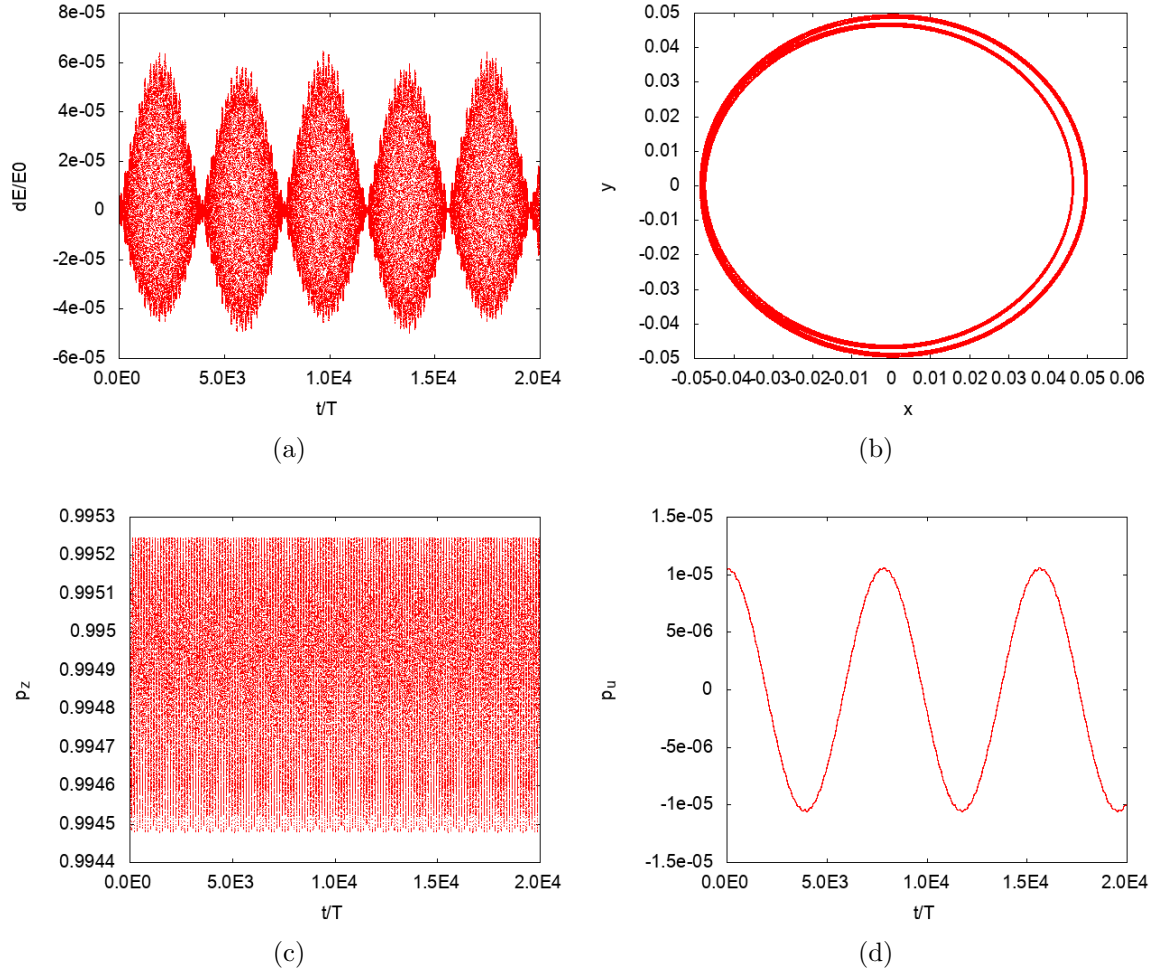 8e-05
6e-05
4e-05
2e-05
0
-2e-05
-4e-05
-6e-05
dE/E0
0.0E0 5.0E3 1.0E4 1.5E4 2.0E4
t/T
(a)
0.05
0.04
0.03
0.02
0.01
0
-0.01
-0.02
-0.03
-0.04
-0.05
y
-0.05 -0.04 -0.03 -0.02 -0.01 0 0.01 0.02 0.03 0.04 0.05 0.06
x
(b)
0.9953
0.9952
0.9951
0.995
0.9949
0.9948
0.9947
0.9946
0.9945
0.9944
p_z
0.0E0 5.0E3 1.0E4 1.5E4 2.0E4
t/T
(c)
1.5e-05
1e-05
5e-06
0
-5e-06
-1e-05
-1.5e-05
p_u
0.0E0 5.0E3 1.0E4 1.5E4 2.0E4
t/T
(d)